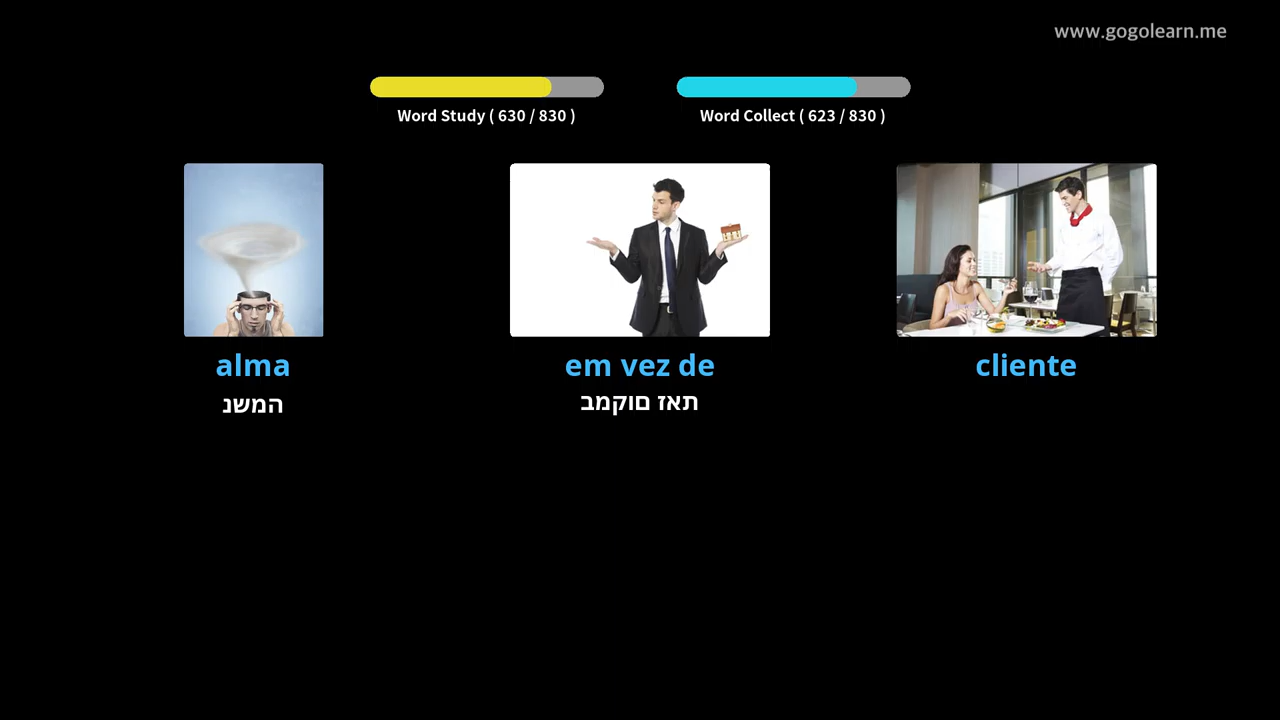 www.gogolearn.me
Word Study ( 630 / 830 )
Word Collect ( 623 / 830 )
alma
המשנ
em vez de
תאז םוקמב
cliente